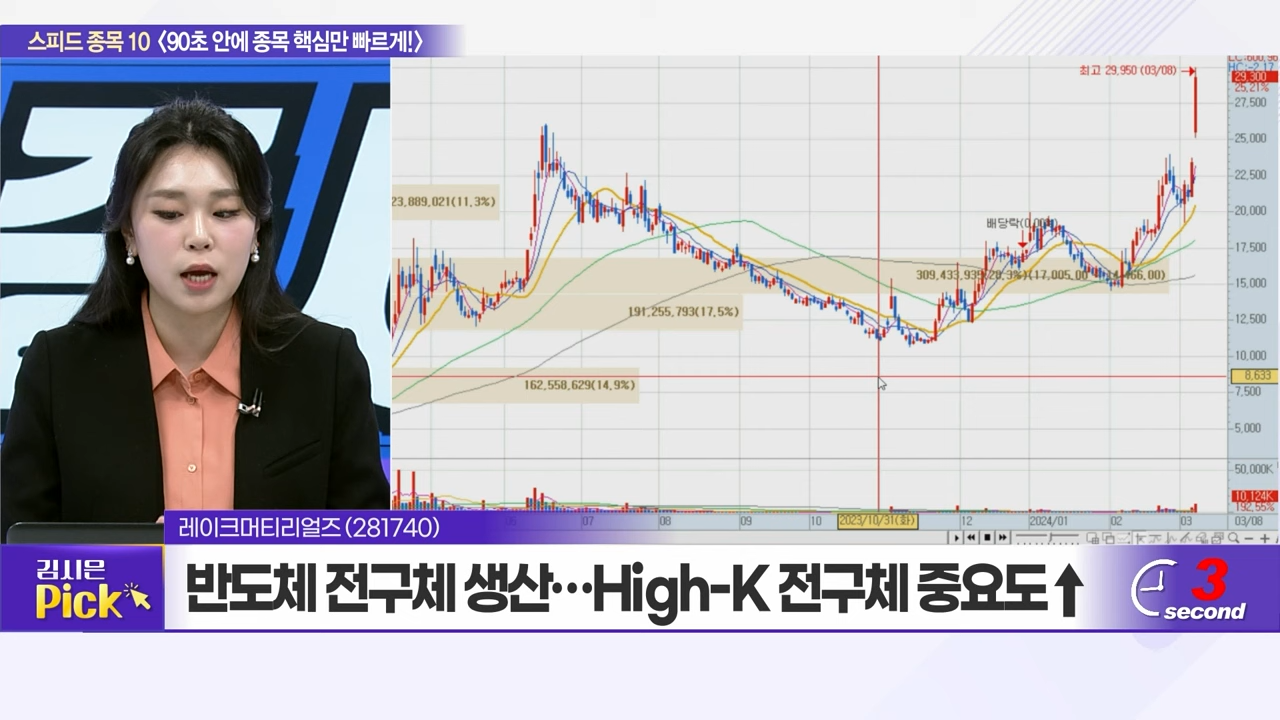 스피드 종목 10 〈90초 안에 종목 핵심만 빠르게!〉
최고 29,950 (03/08)
HC:-2.17
29,300
25,21%
27,500
25,000
22,500
20,000
17,500
15,000
12,500
10,000
8,633
7,500
5,000
50,000K
10,124K
192,55%
23,889,021(11,3%)
191,255,793(17,5%)
162,558,629(14,9%)
07
08
09
10
2023/10/31(화)
12
2024/01
02
03
03/08
레이크머티리얼즈(281740)
김시은
Pick
반도체 전구체 생산…High-K 전구체 중요도↑
3
second